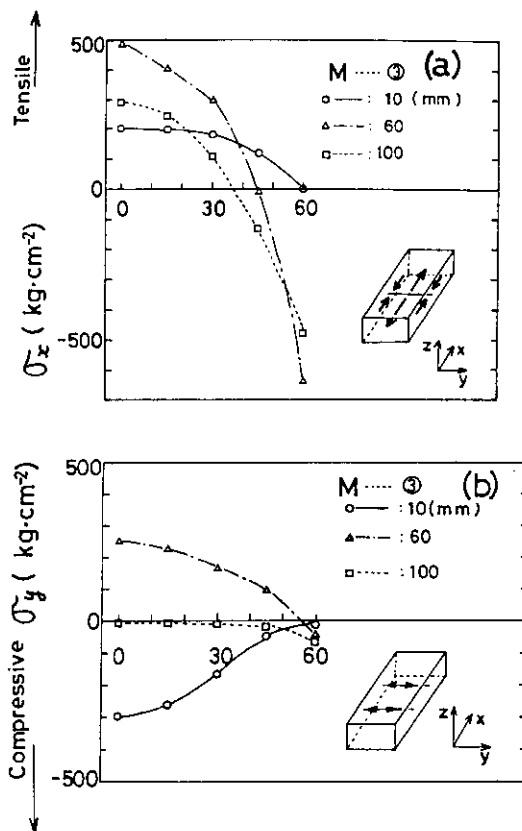 Tensile
500
0
-500
σx ( kg·cm-2)
0 30 60
M ③ (a)
: 10 (mm)
: 60
: 100
z x
y
500
0
-500
Compressive σy ( kg·cm-2)
0 30 60
M ③ (b)
: 10(mm)
: 60
: 100
z x
y